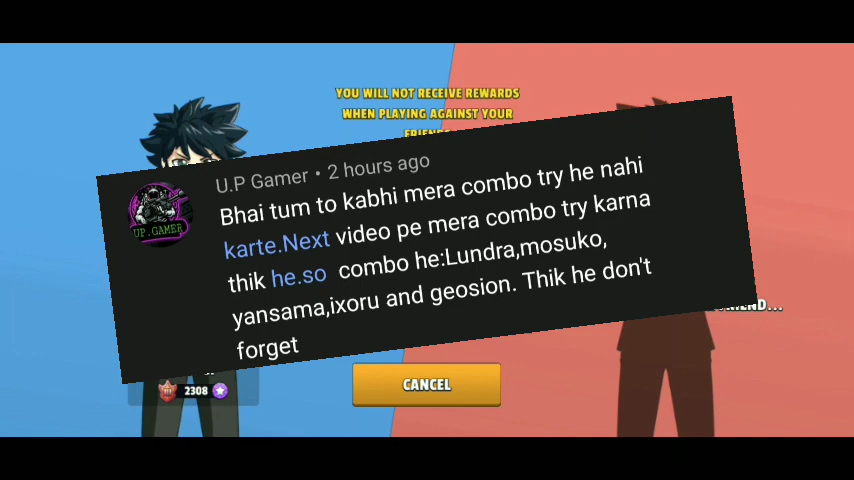 YOU WILL NOT RECEIVE REWARDS
WHEN PLAYING AGAINST YOUR
U.P Gamer • 2 hours ago
Bhai tum to kabhi mera combo try he nahi
karte.Next video pe mera combo try karna
thik he.so combo he:Lundra,mosuko,
yansama,ixoru and geosion. Thik he don't
forget
UP.GAMER
2308
CANCEL